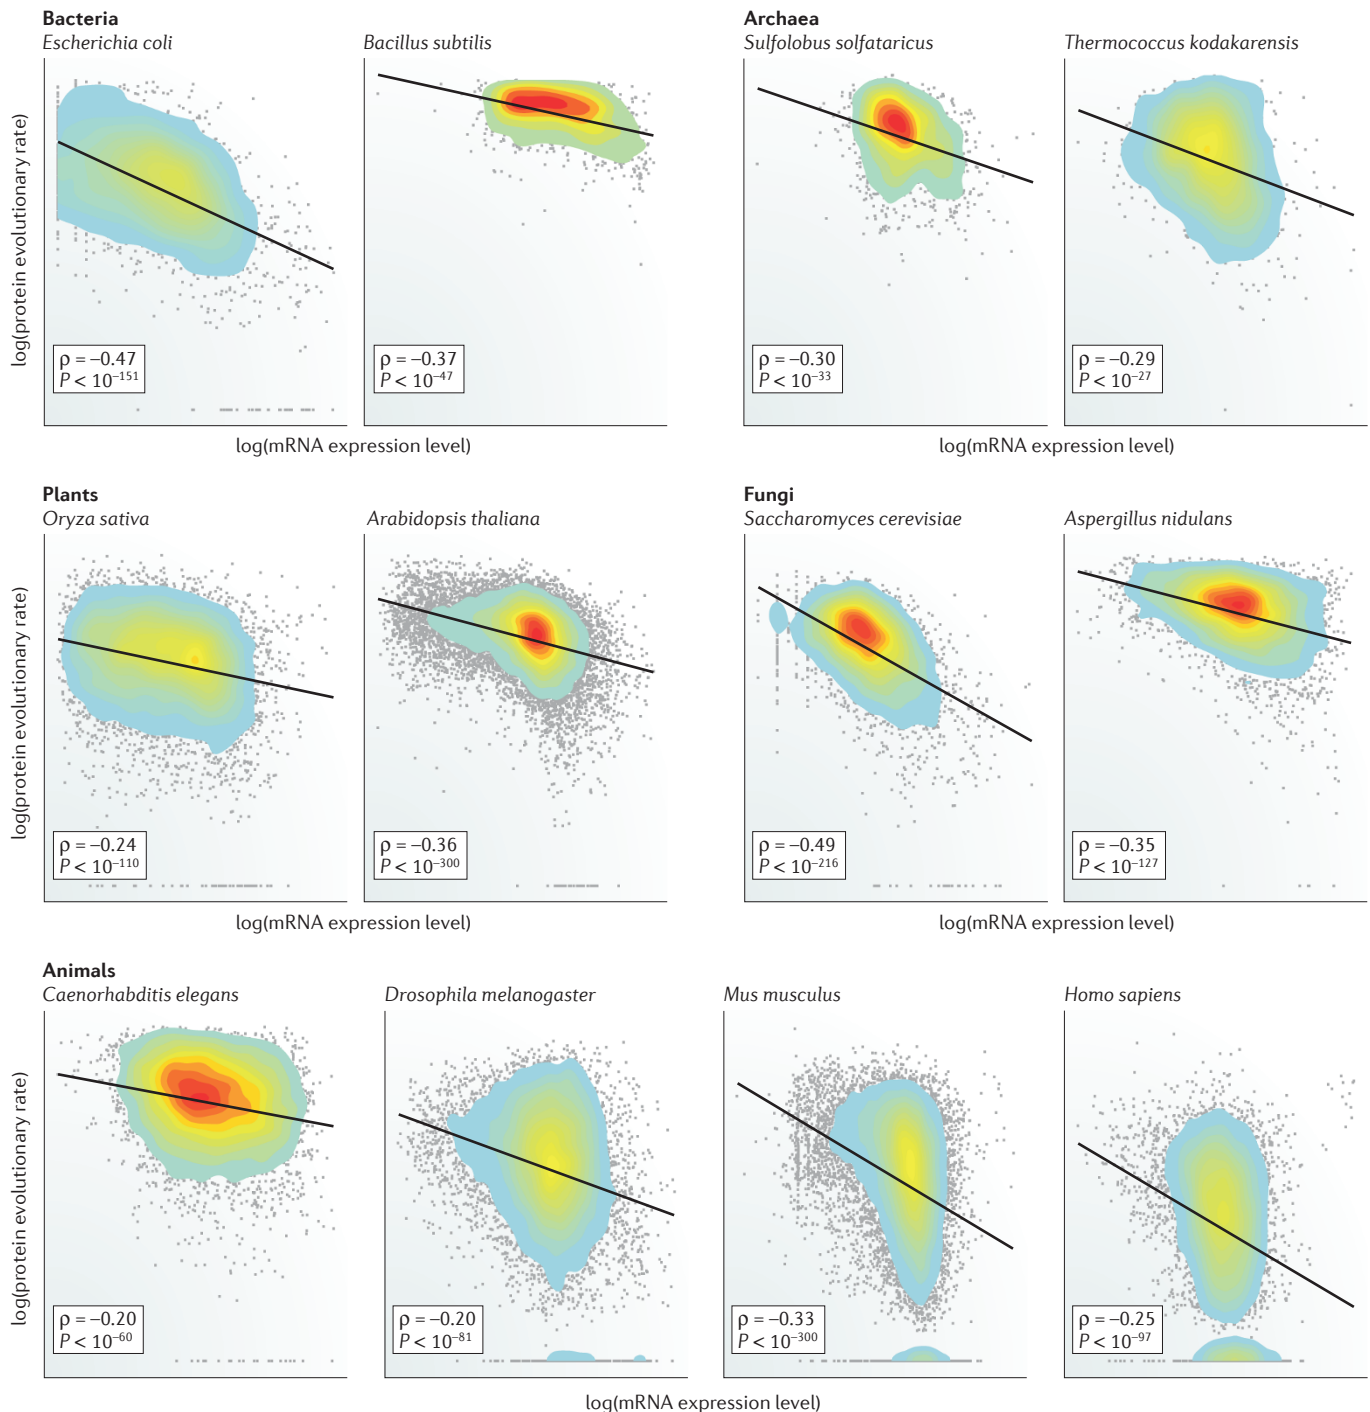 Bacteria
Escherichia coli
Bacillus subtilis
Archaea
Sulfolobus solfataricus
Thermococcus kodakarensis
log(protein evolutionary rate)
ρ = –0.47
P < 10–151
ρ = –0.37
P < 10–47
ρ = –0.30
P < 10–33
ρ = –0.29
P < 10–27
log(mRNA expression level)
log(mRNA expression level)
Plants
Oryza sativa
Arabidopsis thaliana
Fungi
Saccharomyces cerevisiae
Aspergillus nidulans
log(protein evolutionary rate)
ρ = –0.24
P < 10–110
ρ = –0.36
P < 10–300
ρ = –0.49
P < 10–216
ρ = –0.35
P < 10–127
log(mRNA expression level)
log(mRNA expression level)
Animals
Caenorhabditis elegans
Drosophila melanogaster
Mus musculus
Homo sapiens
log(protein evolutionary rate)
ρ = –0.20
P < 10–60
ρ = –0.20
P < 10–81
ρ = –0.33
P < 10–300
ρ = –0.25
P < 10–97
log(mRNA expression level)